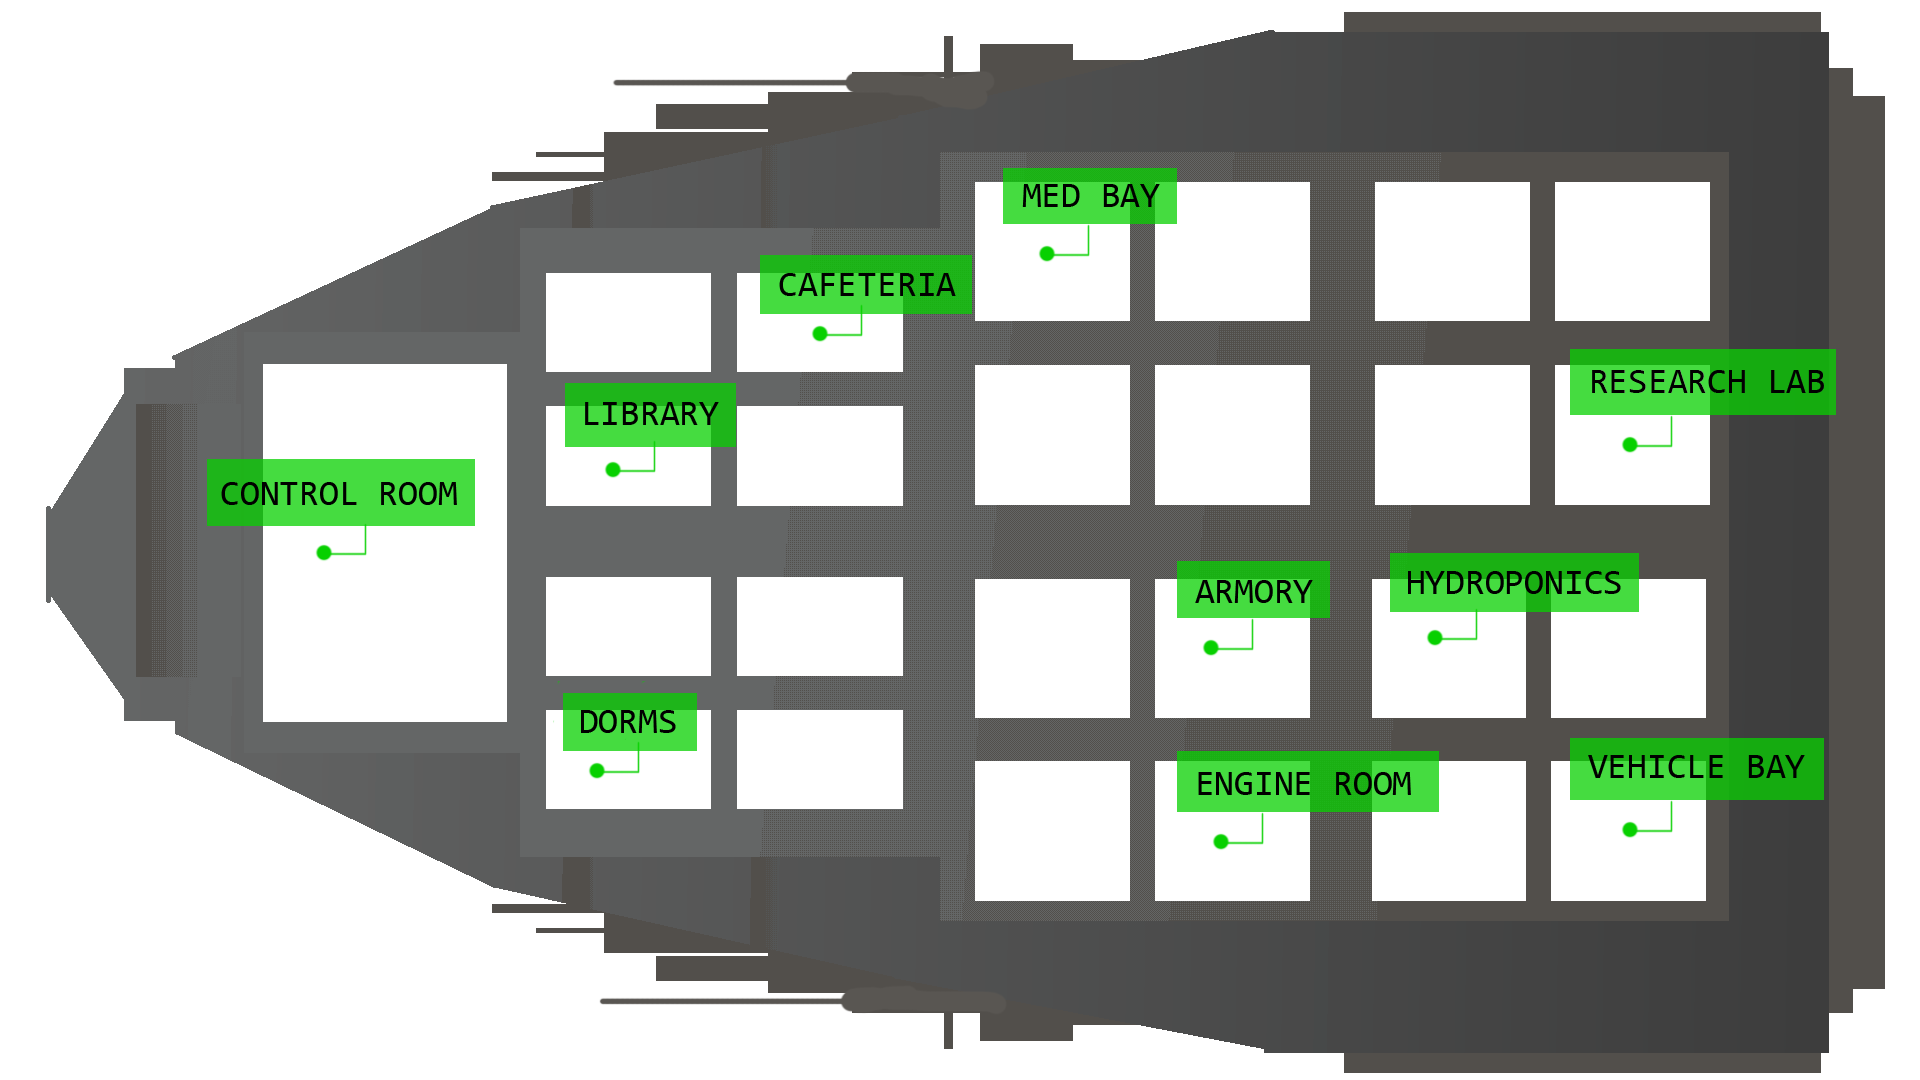 MED BAY
CAFETERIA
RESEARCH LAB
LIBRARY
CONTROL ROOM
ARMORY
HYDROPONICS
DORMS
ENGINE ROOM
VEHICLE BAY